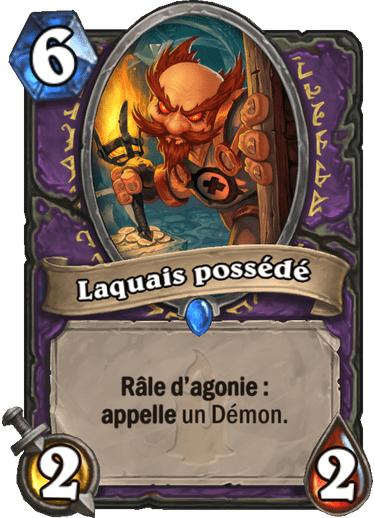 6
Laquais possédé
Râle d'agonie :
appelle un Démon.
2
2